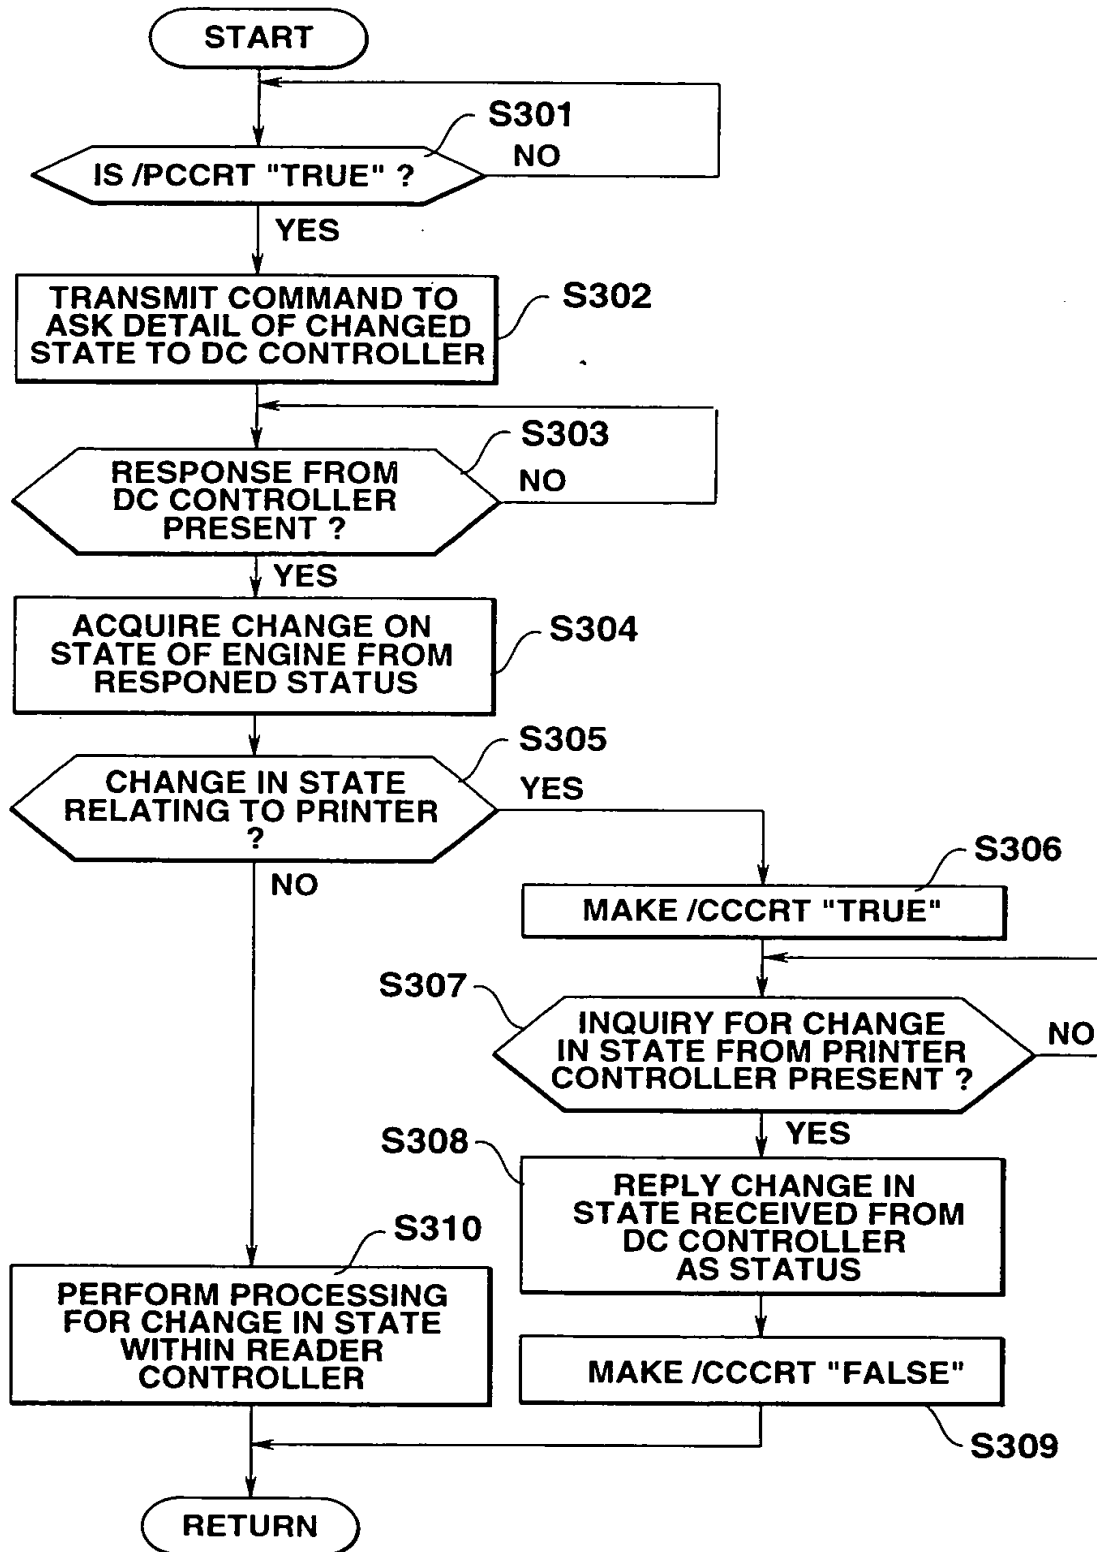 START
S301
IS /PCCRT "TRUE" ?
NO
YES
S302
TRANSMIT COMMAND TO
ASK DETAIL OF CHANGED
STATE TO DC CONTROLLER
S303
RESPONSE FROM
DC CONTROLLER
PRESENT ?
NO
YES
S304
ACQUIRE CHANGE ON
STATE OF ENGINE FROM
RESPONED STATUS
S305
CHANGE IN STATE
RELATING TO PRINTER
?
YES
NO
S306
MAKE /CCCRT "TRUE"
S307
INQUIRY FOR CHANGE
IN STATE FROM PRINTER
CONTROLLER PRESENT ?
NO
YES
S308
REPLY CHANGE IN
STATE RECEIVED FROM
DC CONTROLLER
AS STATUS
S310
PERFORM PROCESSING
FOR CHANGE IN STATE
WITHIN READER
CONTROLLER
MAKE /CCCRT "FALSE"
S309
RETURN